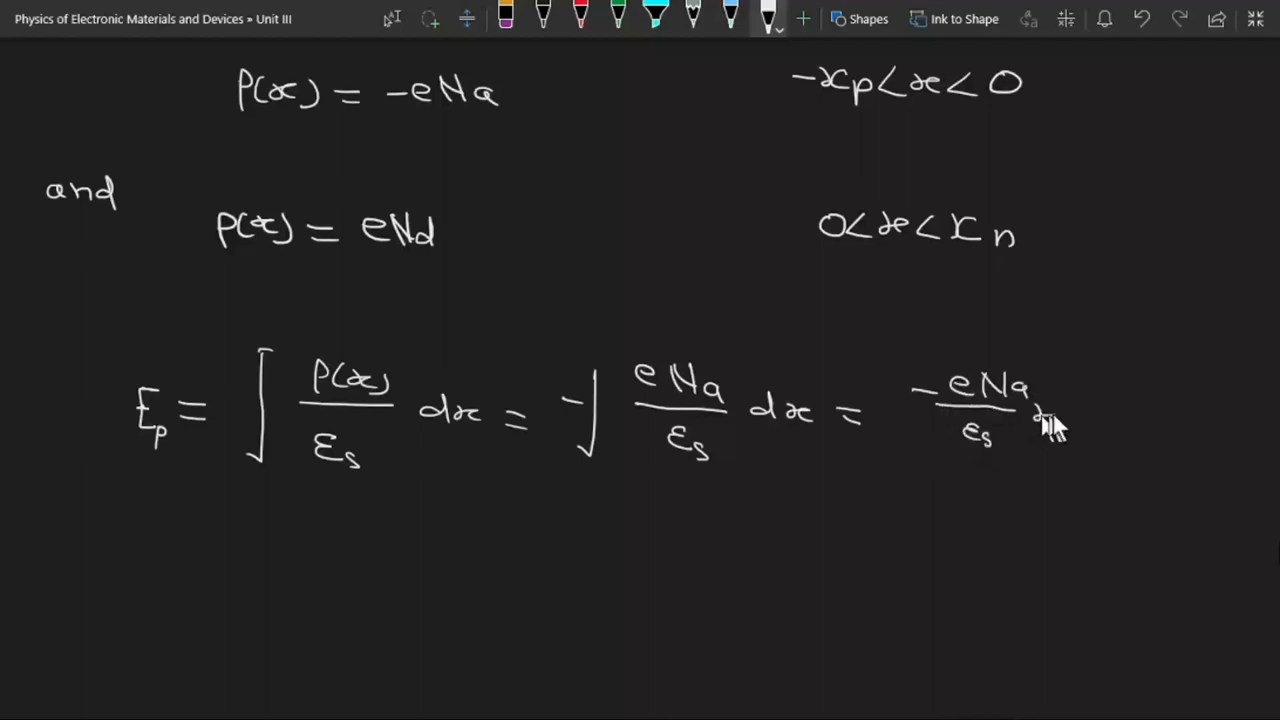 Physics of Electronic Materials and Devices » Unit III Shapes Ink to Shape
P(x) = -eNa -xp<x<0
and
P(x) = eNd 0<x<xn
Ep = ∫ P(x)/εs dx = -∫ eNa/εs dx = -eNa/εs x